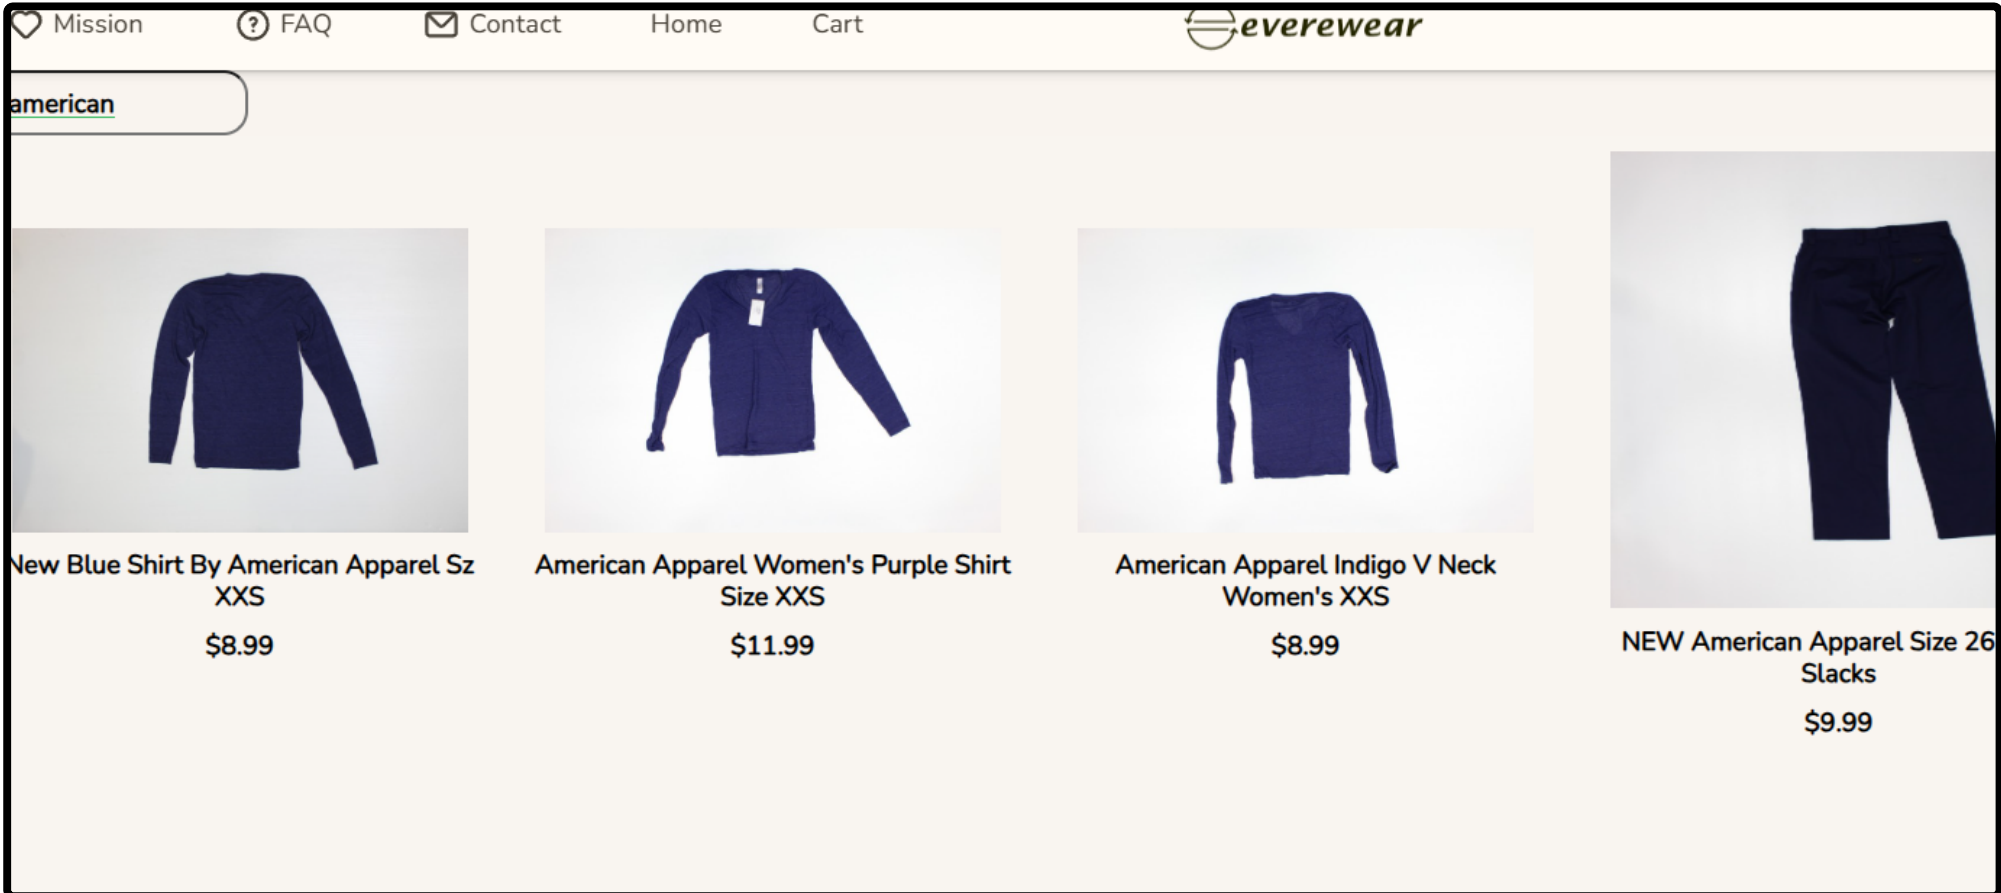 Mission
FAQ
Contact
Home
Cart
everewear
american
New Blue Shirt By American Apparel Sz
XXS
$8.99
American Apparel Women's Purple Shirt
Size XXS
$11.99
American Apparel Indigo V Neck
Women's XXS
$8.99
NEW American Apparel Size 26
Slacks
$9.99